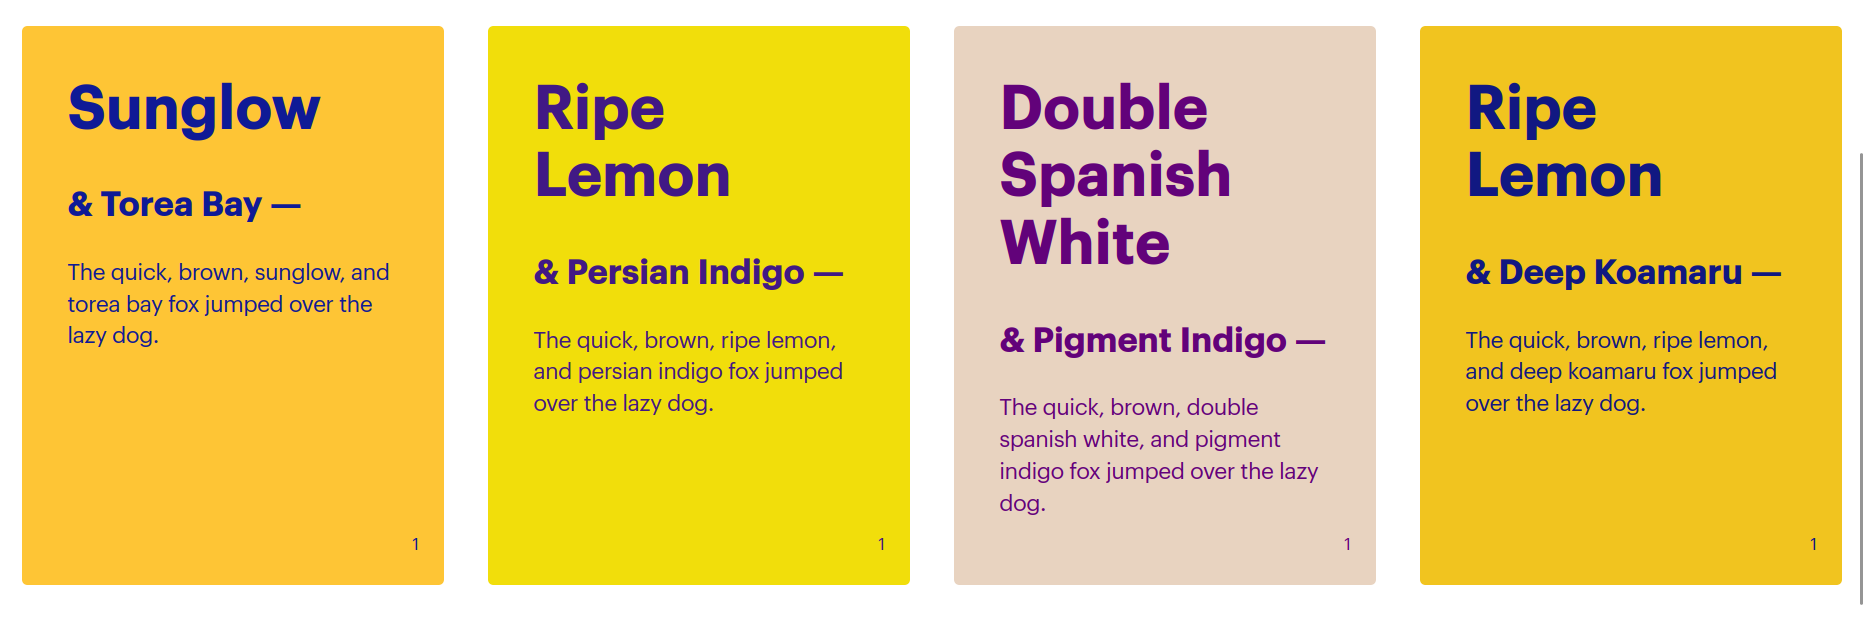 Sunglow
& Torea Bay —
The quick, brown, sunglow, and
torea bay fox jumped over the
lazy dog.
1
Ripe
Lemon
& Persian Indigo —
The quick, brown, ripe lemon,
and persian indigo fox jumped
over the lazy dog.
1
Double
Spanish
White
& Pigment Indigo —
The quick, brown, double
spanish white, and pigment
indigo fox jumped over the lazy
dog.
1
Ripe
Lemon
& Deep Koamaru —
The quick, brown, ripe lemon,
and deep koamaru fox jumped
over the lazy dog.
1